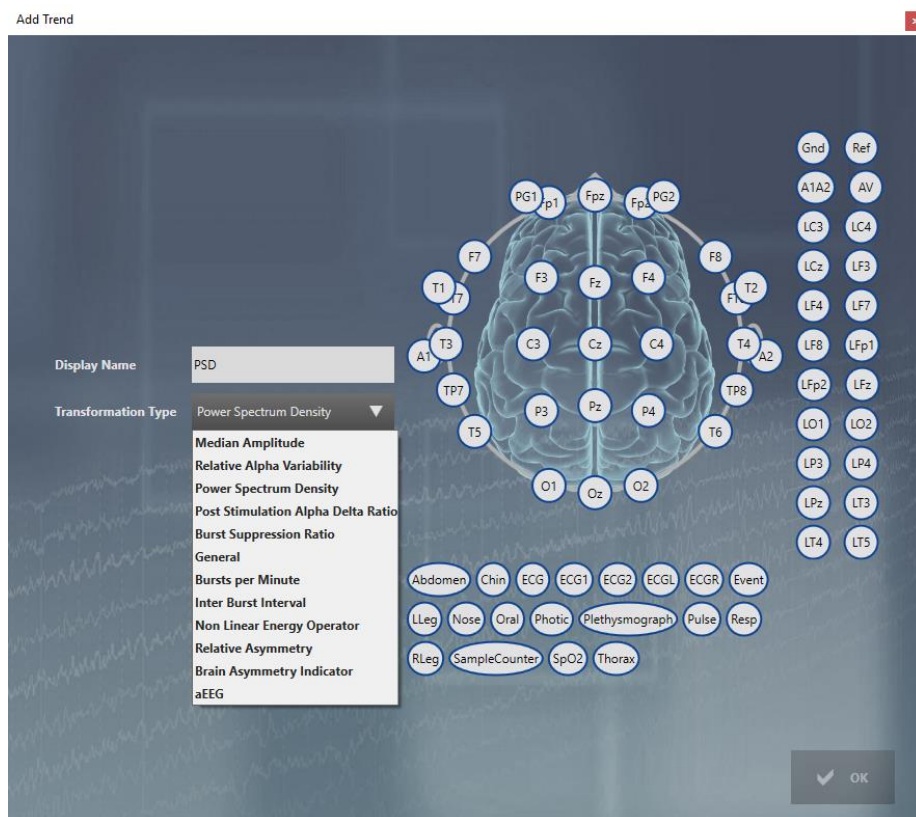 Add Trend
x
Gnd Ref
A1A2 AV
PG1 Fp1 Fpz Fp2 PG2
LC3 LC4
F7 F8
LCz LF3
F3 Fz F4
T1 T7 T2
LF4 LF7
A1 T3 C3 Cz C4 T4 A2
LF8 LFp1
Display Name PSD
TP7 TP8
LFp2 LFz
Transformation Type Power Spectrum Density
P3 Pz P4
T5 T6
LO1 LO2
Median Amplitude
Relative Alpha Variability
LP3 LP4
Power Spectrum Density
O1 Oz O2
LPz LT3
Post Stimulation Alpha Delta Ratio
Burst Suppression Ratio
LT4 LT5
General
Bursts per Minute
Abdomen Chin ECG ECG1 ECG2 ECGL ECGR Event
Inter Burst Interval
Non Linear Energy Operator
LLeg Nose Oral Photic Plethysmograph Pulse Resp
Relative Asymmetry
RLeg SampleCounter SpO2 Thorax
Brain Asymmetry Indicator
aEEG
OK